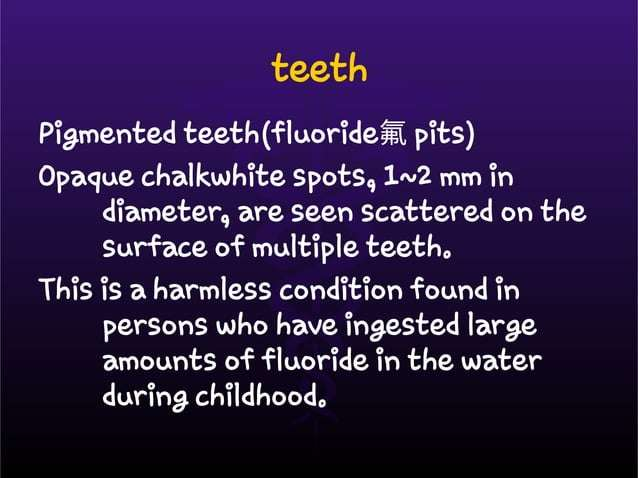 teeth
Pigmented teeth(fluoride氟 pits)
Opaque chalkwhite spots, 1~2 mm in
diameter, are seen scattered on the
surface of multiple teeth.
This is a harmless condition found in
persons who have ingested large
amounts of fluoride in the water
during childhood.